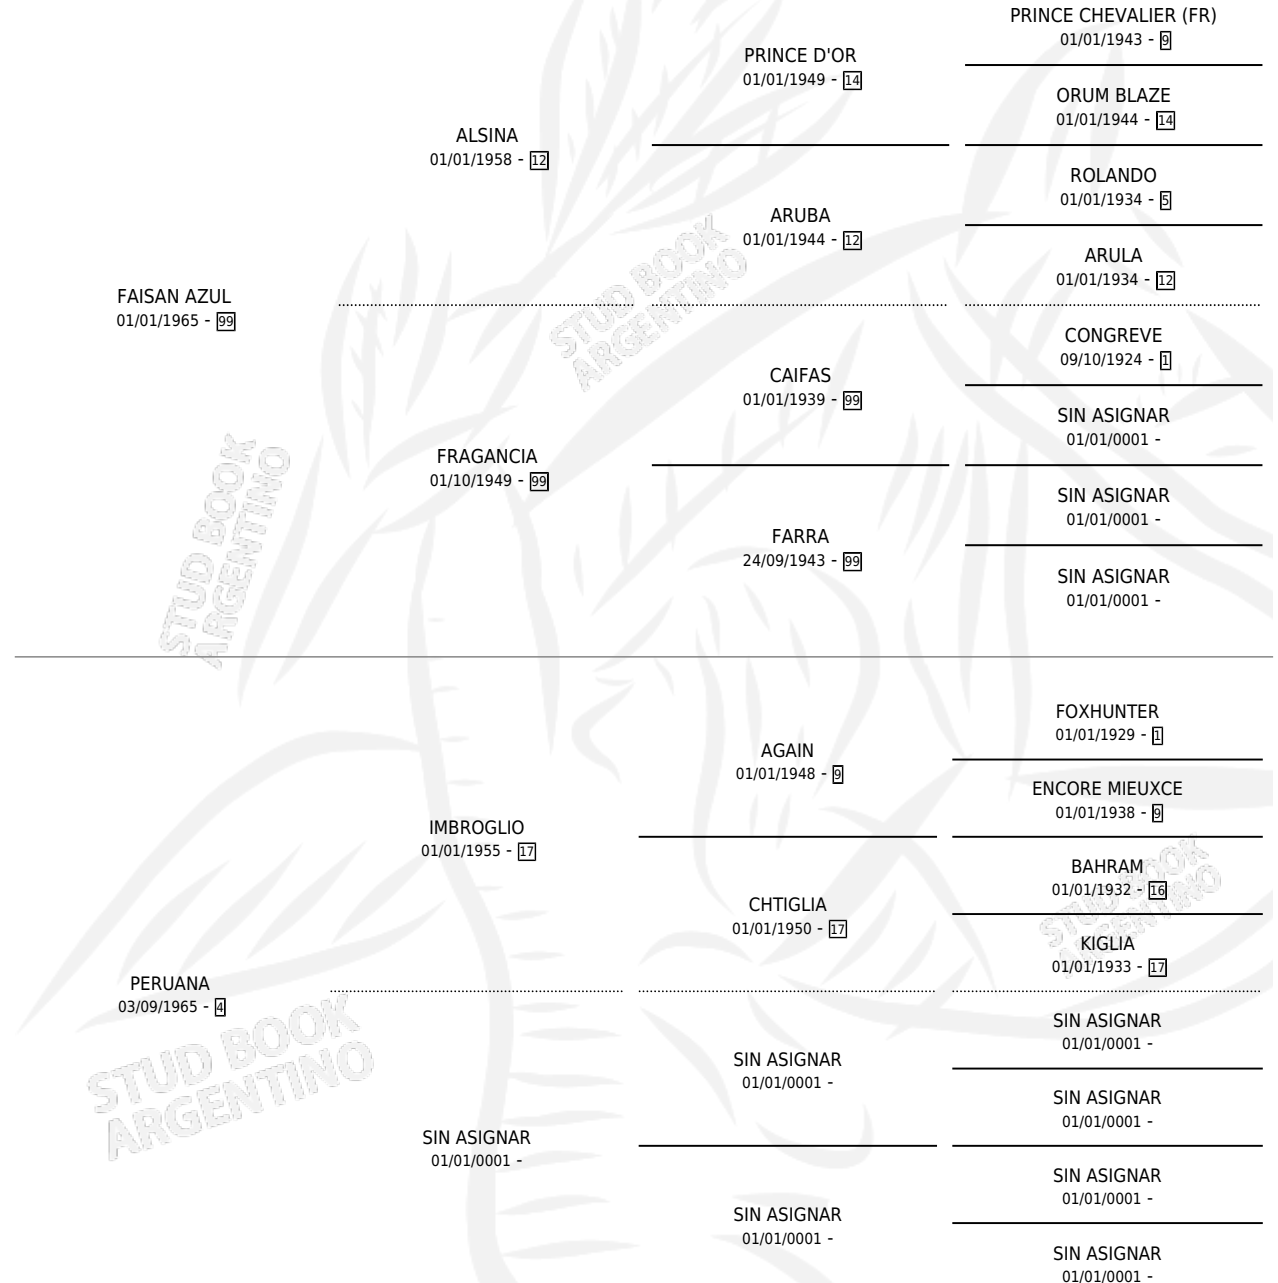 PRINCE CHEVALIER (FR)
01/01/1943 - 9
PRINCE D'OR
01/01/1949 - 14
ORUM BLAZE
01/01/1944 - 14
ALSINA
01/01/1958 - 12
ROLANDO
01/01/1934 - 5
ARUBA
01/01/1944 - 12
ARULA
01/01/1934 - 12
FAISAN AZUL
01/01/1965 - 99
CONGREVE
09/10/1924 - 1
CAIFAS
01/01/1939 - 99
SIN ASIGNAR
01/01/0001 -
FRAGANCIA
01/10/1949 - 99
SIN ASIGNAR
01/01/0001 -
FARRA
24/09/1943 - 99
SIN ASIGNAR
01/01/0001 -
STUD BOOK
ARGENTINO
STUD BOOK
ARGENTINO
FOXHUNTER
01/01/1929 - 1
AGAIN
01/01/1948 - 9
ENCORE MIEUXCE
01/01/1938 - 9
IMBROGLIO
01/01/1955 - 17
BAHRAM
01/01/1932 - 16
CHTIGLIA
01/01/1950 - 17
KIGLIA
01/01/1933 - 17
PERUANA
03/09/1965 - 4
SIN ASIGNAR
01/01/0001 -
SIN ASIGNAR
01/01/0001 -
SIN ASIGNAR
01/01/0001 -
SIN ASIGNAR
01/01/0001 -
SIN ASIGNAR
01/01/0001 -
SIN ASIGNAR
01/01/0001 -
SIN ASIGNAR
01/01/0001 -
STUD BOOK
ARGENTINO
STUD BOOK
ARGENTINO